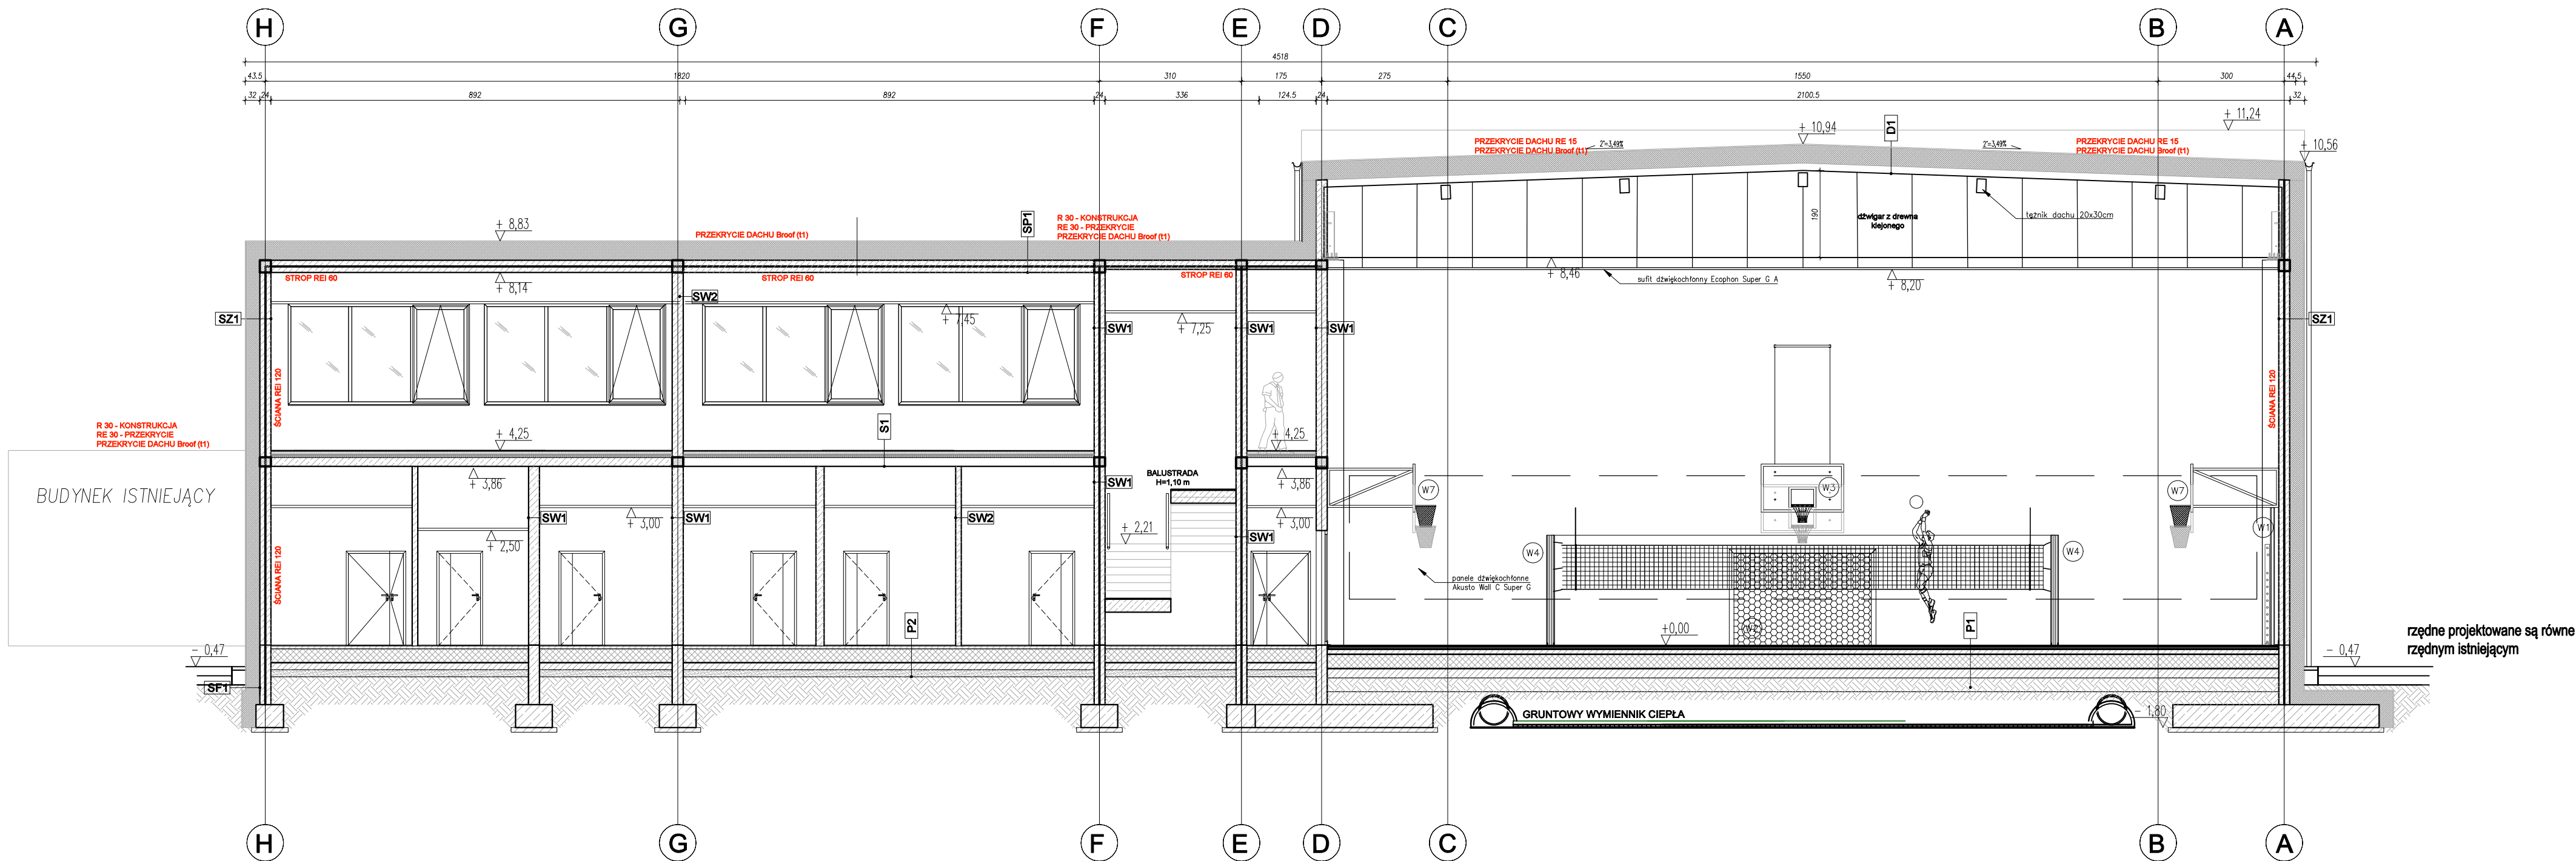 H G F E D C B A
4518
43.5 1820 310 175 275 1550 300 44.5
32 24 892 892 24 336 124.5 24 2100.5 32
+ 11,24
+ 10,94
D1
PRZEKRYCIE DACHU RE 15
PRZEKRYCIE DACHU Broof (t1)
2°=3,49%
2°=3,49%
PRZEKRYCIE DACHU RE 15
PRZEKRYCIE DACHU Broof (t1)
+ 10,56
190
dźwigar z drewna
klejonego
tężnik dachu 20x30cm
+ 8,83
PRZEKRYCIE DACHU Broof (t1)
SP1
R 30 - KONSTRUKCJA
RE 30 - PRZEKRYCIE
PRZEKRYCIE DACHU Broof (t1)
STROP REI 60
+ 8,14
STROP REI 60
STROP REI 60
+ 8,46
sufit dźwiękochłonny Ecophon Super G A
+ 8,20
SW2
SZ1
+ 7,45
+ 7,25
SW1
SW1
SW1
SZ1
ŚCIANA REI 120
ŚCIANA REI 120
R 30 - KONSTRUKCJA
RE 30 - PRZEKRYCIE
PRZEKRYCIE DACHU Broof (t1)
+ 4,25
S1
+ 4,25
BUDYNEK ISTNIEJĄCY
+ 3,86
SW1
BALUSTRADA
H=1,10 m
+ 3,86
W7
W3
W7
SW1
+ 3,00
SW1
SW2
+ 2,21
+ 3,00
W1
+ 2,50
SW1
W4
W4
ŚCIANA REI 120
panele dźwiękochłonne
Akusto Wall C Super G
P2
+0,00
W2
P1
rzędne projektowane są równe
rzędnym istniejącym
- 0,47
- 0,47
SF1
GRUNTOWY WYMIENNIK CIEPŁA
- 1,80
H G F E D C B A